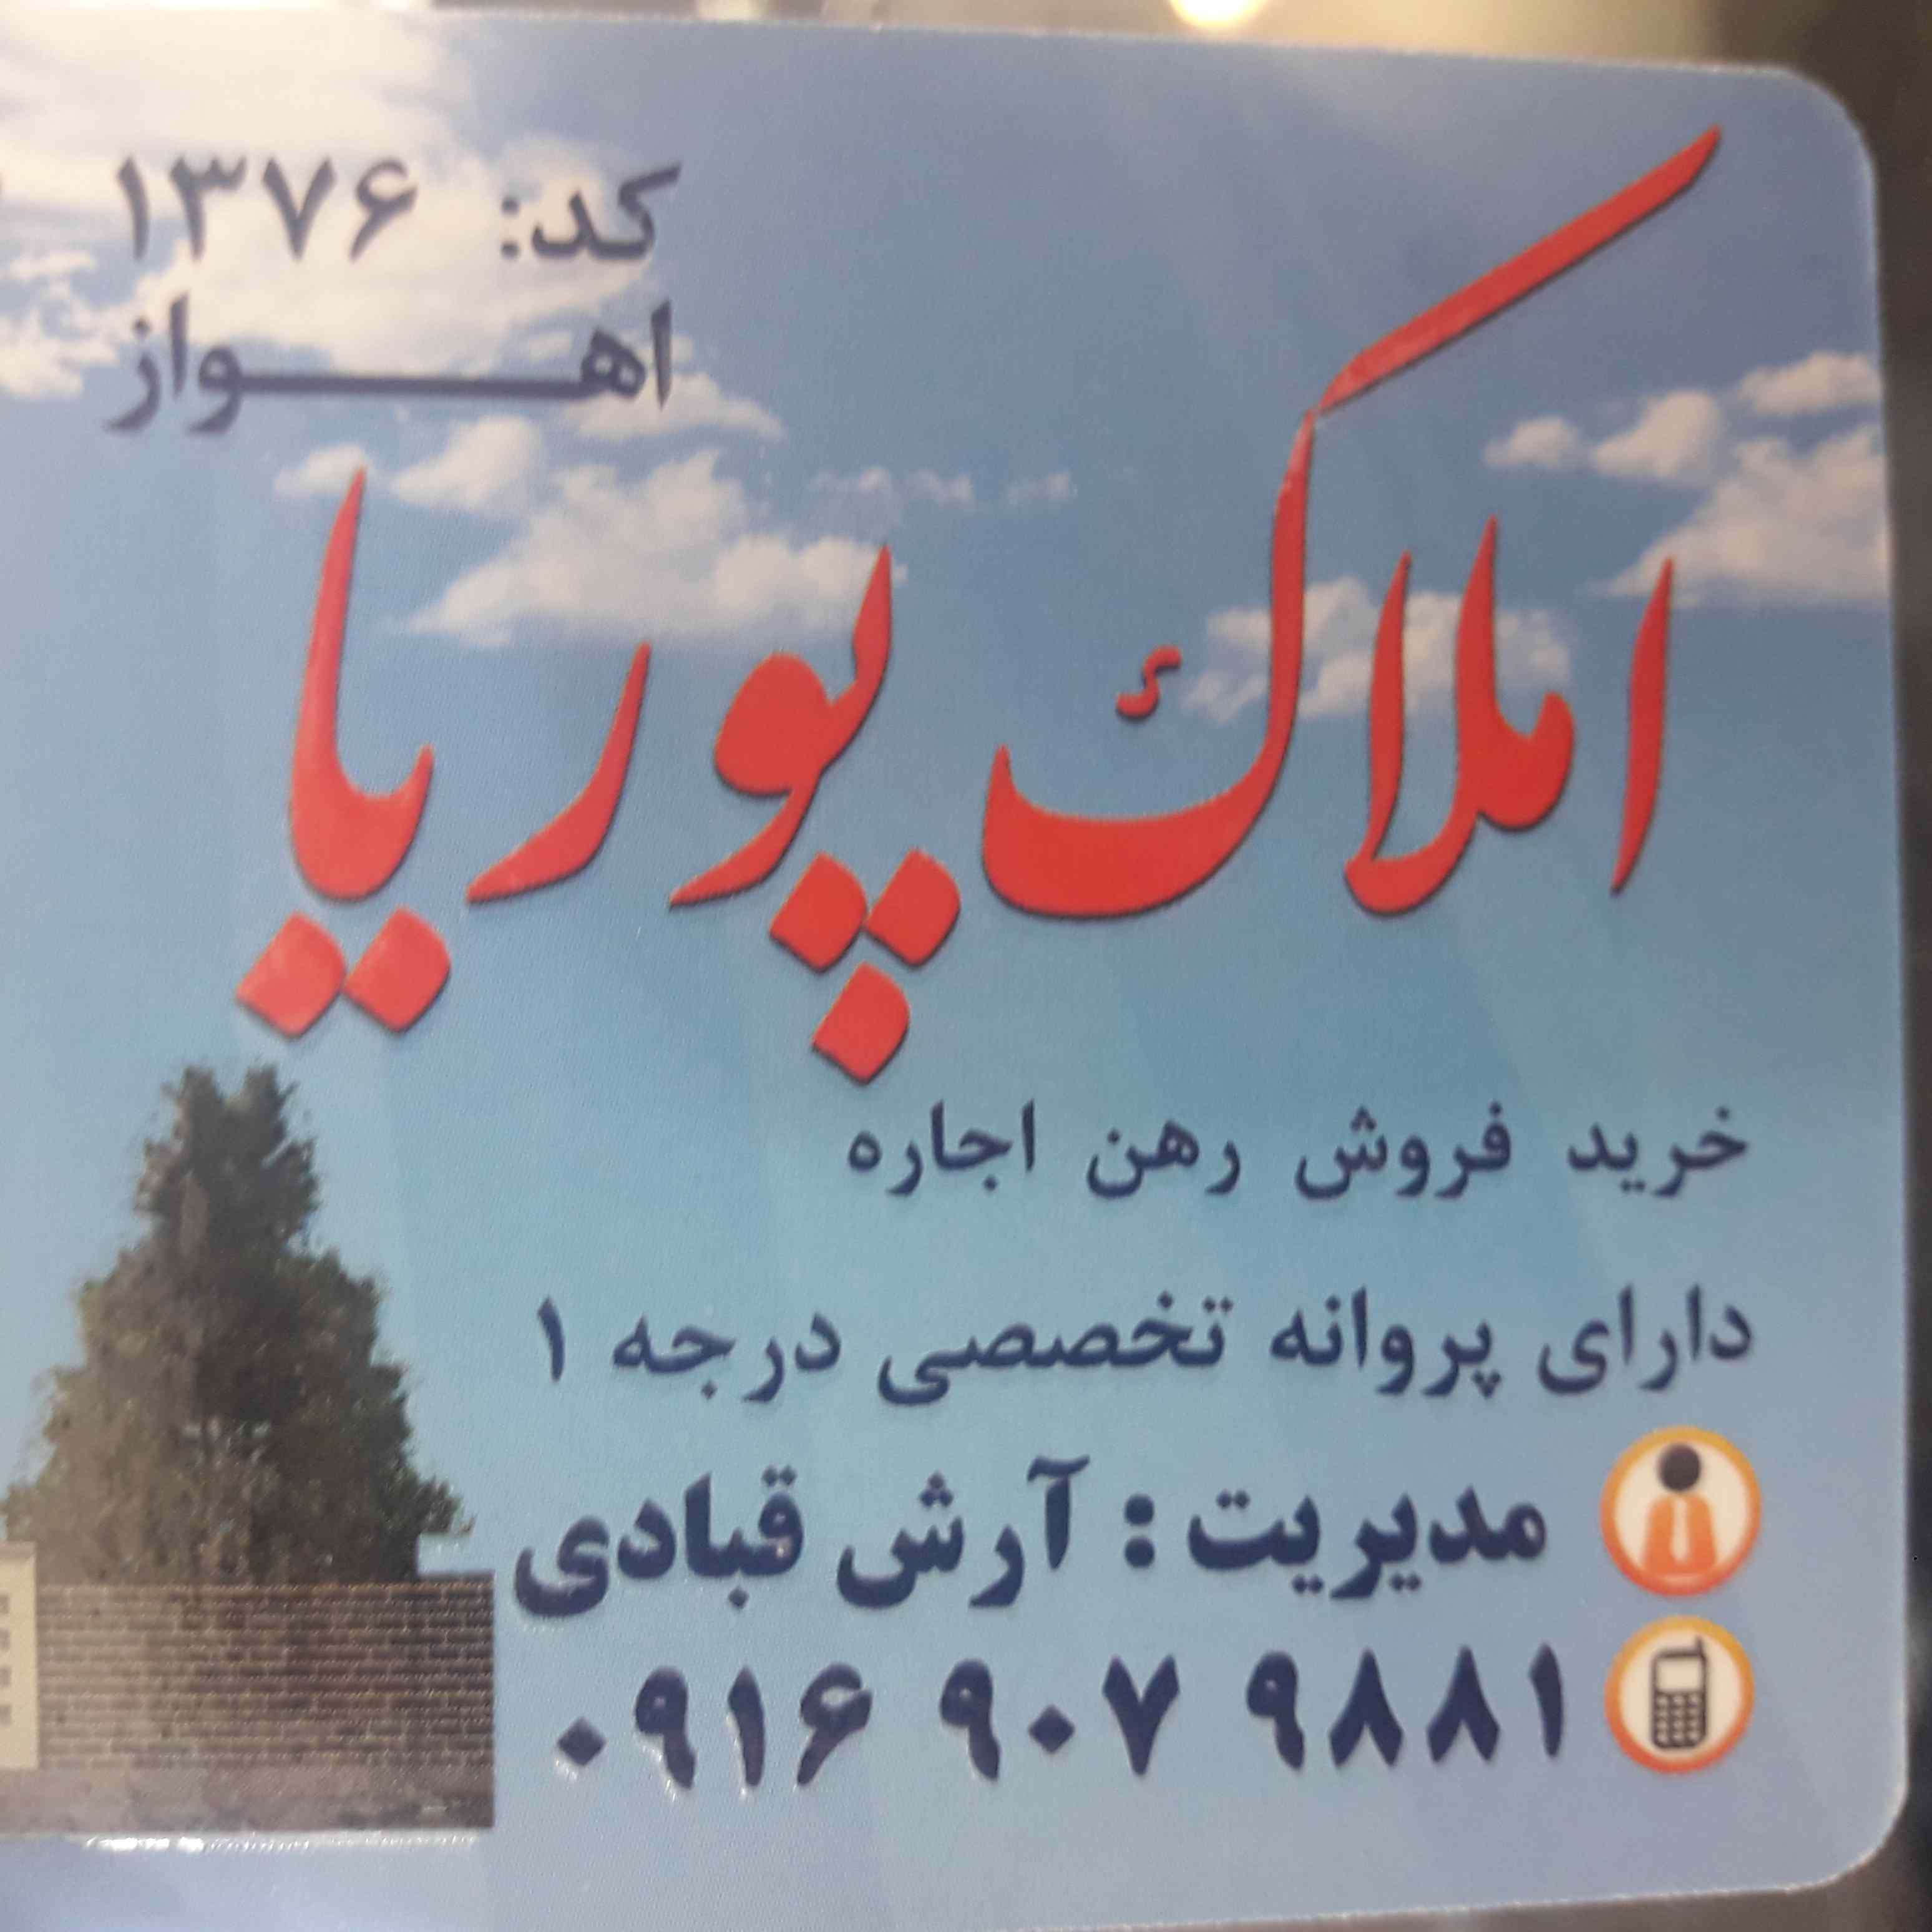 کد: ۱۳۷۶
اهواز
املاک پوریا
خرید فروش رهن اجاره
دارای پروانه تخصصی درجه ۱
مدیریت : آرش قبادی
۰۹۱۶ ۹۰۷ ۹۸۸۱